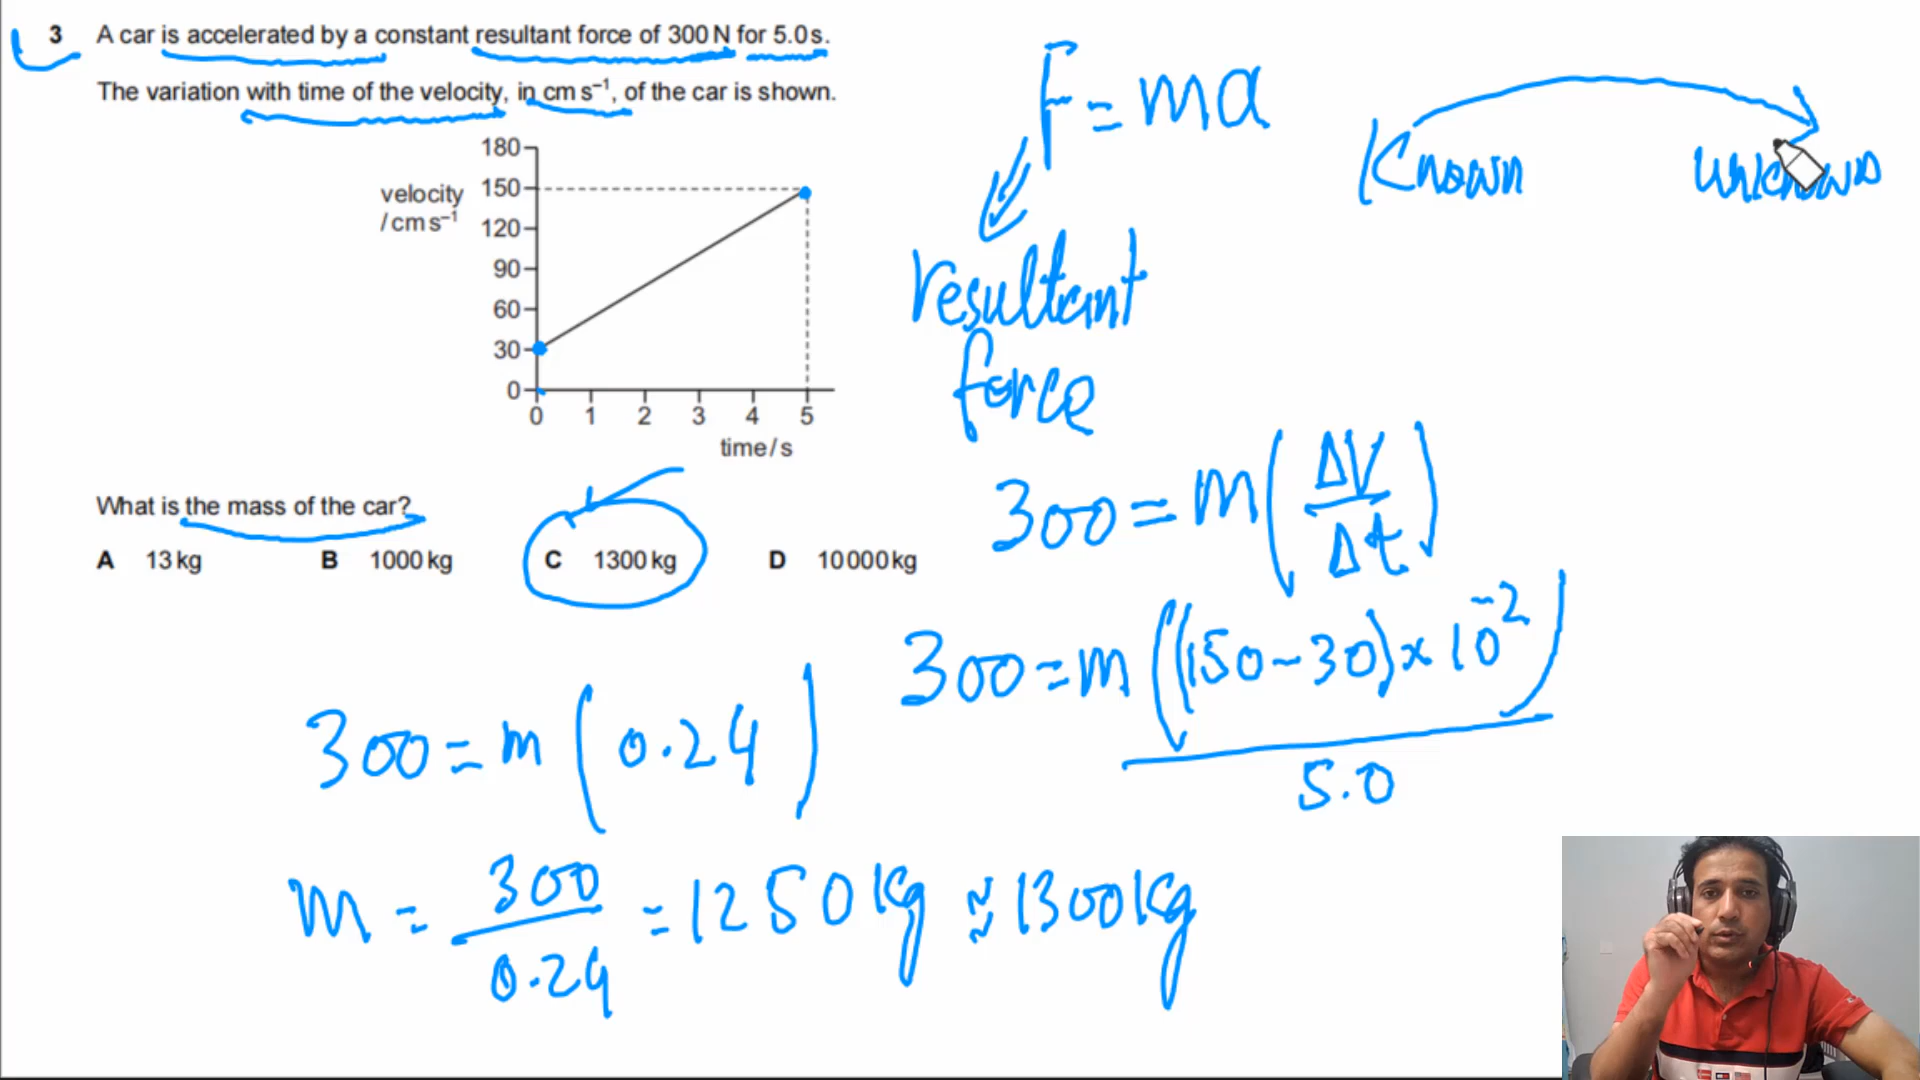 3 A car is accelerated by a constant resultant force of 300 N for 5.0 s.
The variation with time of the velocity, in cm s⁻¹, of the car is shown.
180
150
120
90
60
30
0
velocity
/ cm s⁻¹
0 1 2 3 4 5
time / s
What is the mass of the car?
A 13 kg B 1000 kg C 1300 kg D 10 000 kg
F = ma
resultant
force
Known unknown
300 = m (ΔV/Δt)
300 = m ((150 - 30) × 10⁻²)
5.0
300 = m (0.24)
m = 300/0.24 = 1250 kg ≈ 1300 kg